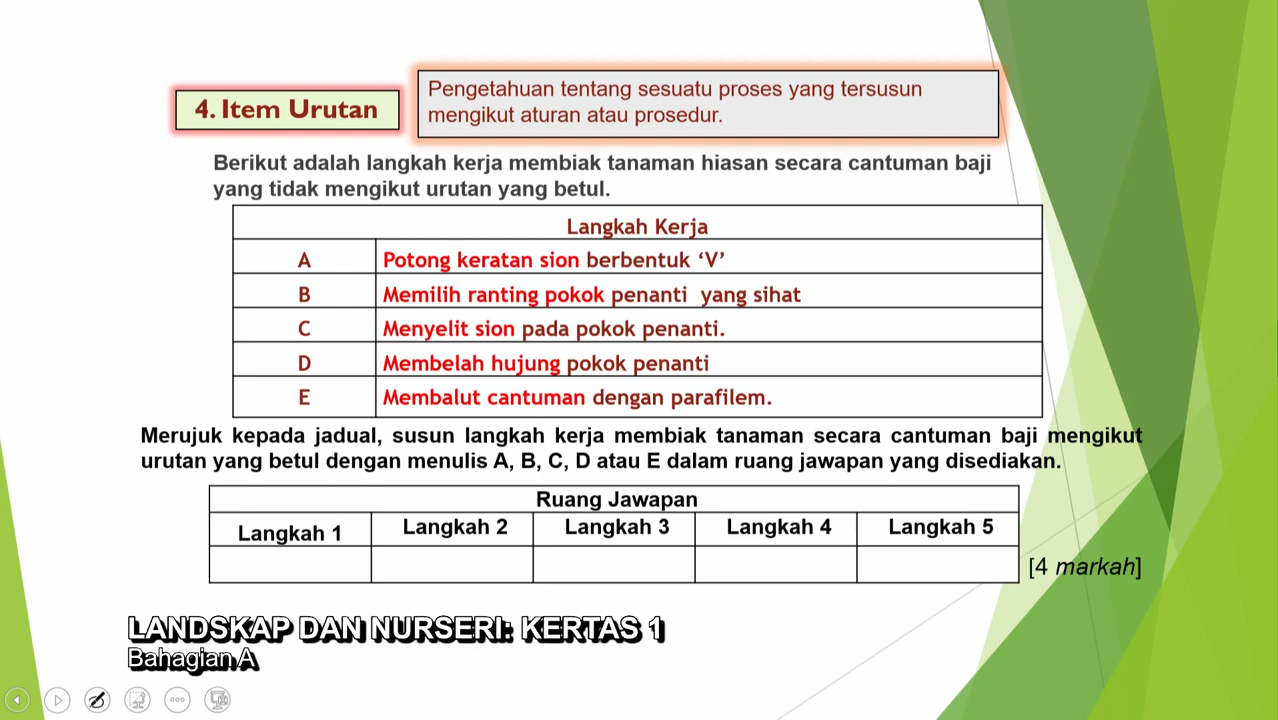 4. Item Urutan
Pengetahuan tentang sesuatu proses yang tersusun
mengikut aturan atau prosedur.
Berikut adalah langkah kerja membiak tanaman hiasan secara cantuman baji
yang tidak mengikut urutan yang betul.
Langkah Kerja
A Potong keratan sion berbentuk ‘V’
B Memilih ranting pokok penanti yang sihat
C Menyelit sion pada pokok penanti.
D Membelah hujung pokok penanti
E Membalut cantuman dengan parafilem.
Merujuk kepada jadual, susun langkah kerja membiak tanaman secara cantuman baji mengikut
urutan yang betul dengan menulis A, B, C, D atau E dalam ruang jawapan yang disediakan.
Ruang Jawapan
Langkah 1 Langkah 2 Langkah 3 Langkah 4 Langkah 5
[4 markah]
LANDSKAP DAN NURSERI: KERTAS 1
Bahagian A